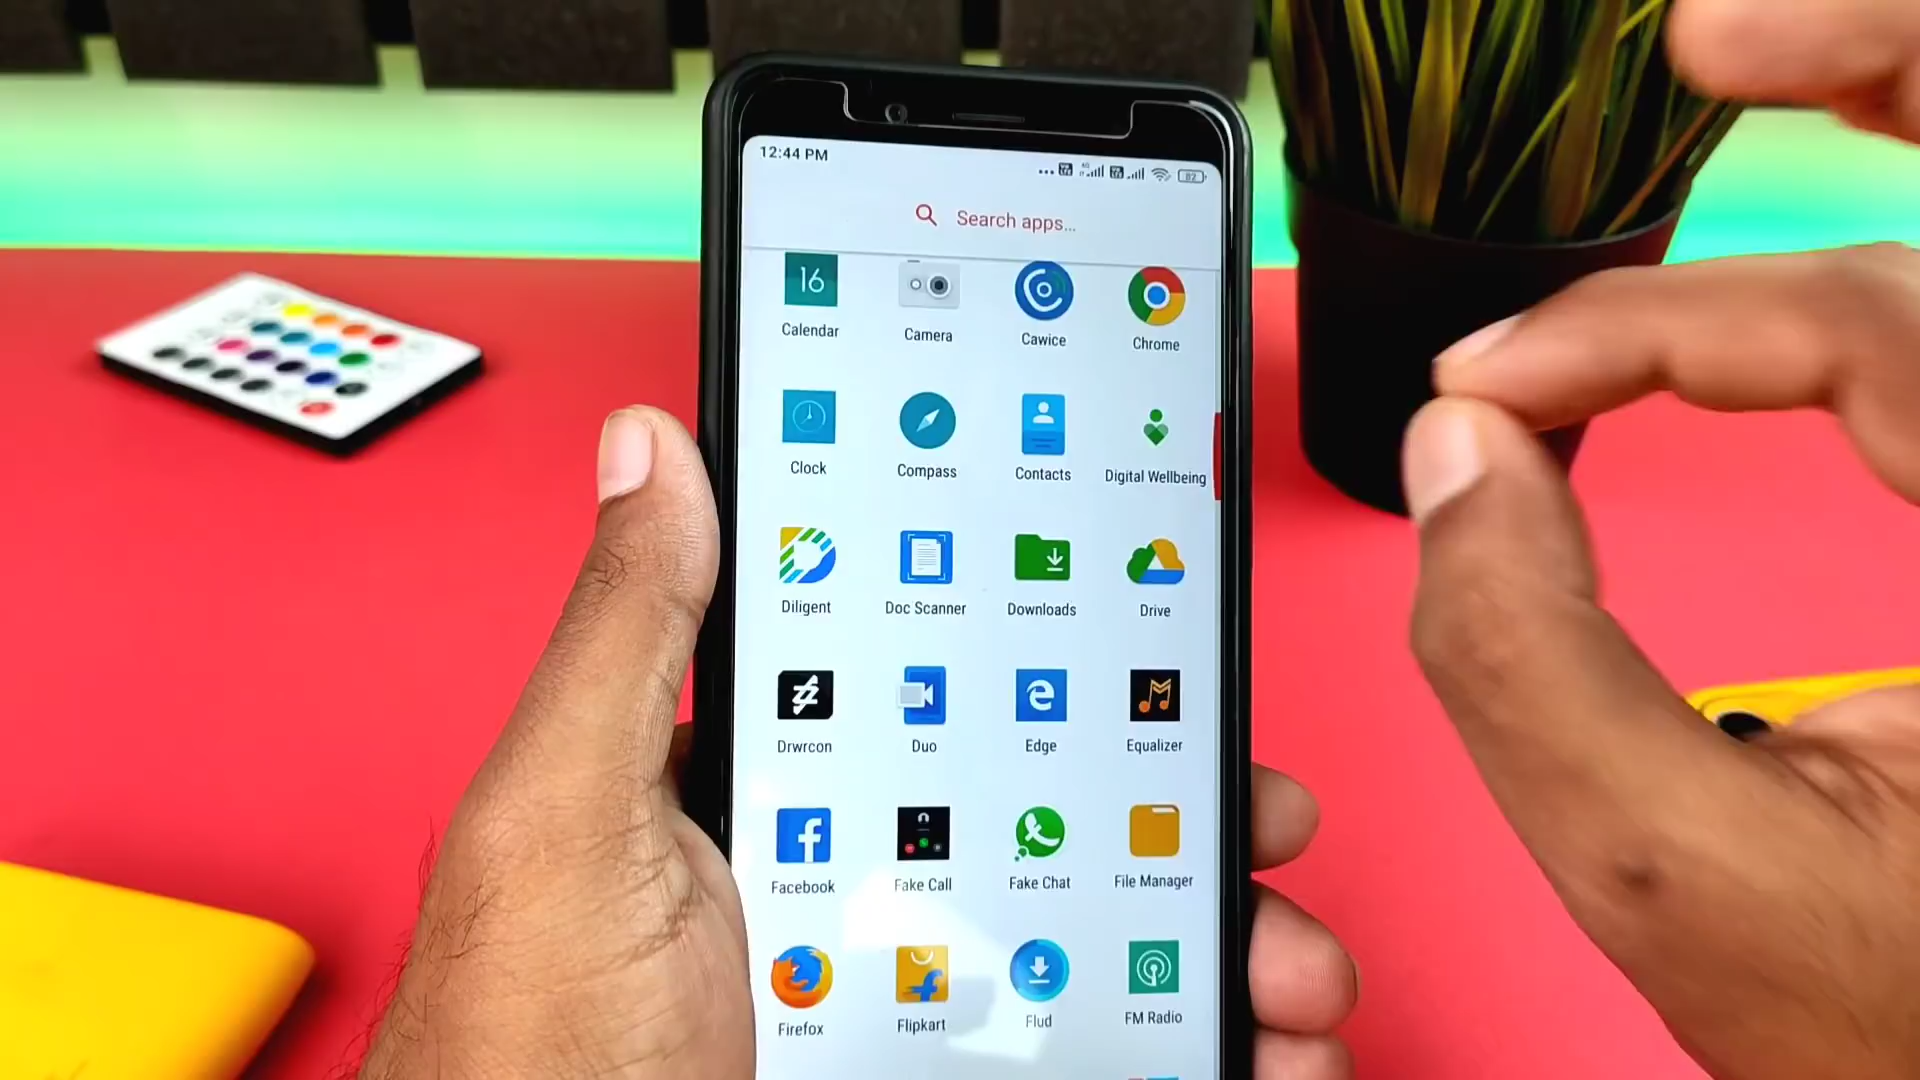 12:44 PM
82
Search apps...
16
Calendar
Camera
Cawice
Chrome
Clock
Compass
Contacts
Digital Wellbeing
Diligent
Doc Scanner
Downloads
Drive
Drwrcon
Duo
Edge
Equalizer
Facebook
Fake Call
Fake Chat
File Manager
Firefox
Flipkart
Flud
FM Radio